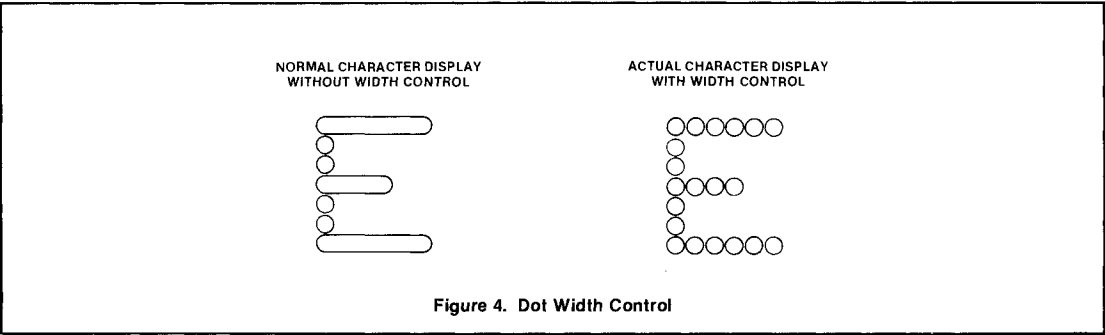 NORMAL CHARACTER DISPLAY
WITHOUT WIDTH CONTROL
ACTUAL CHARACTER DISPLAY
WITH WIDTH CONTROL
Figure 4. Dot Width Control